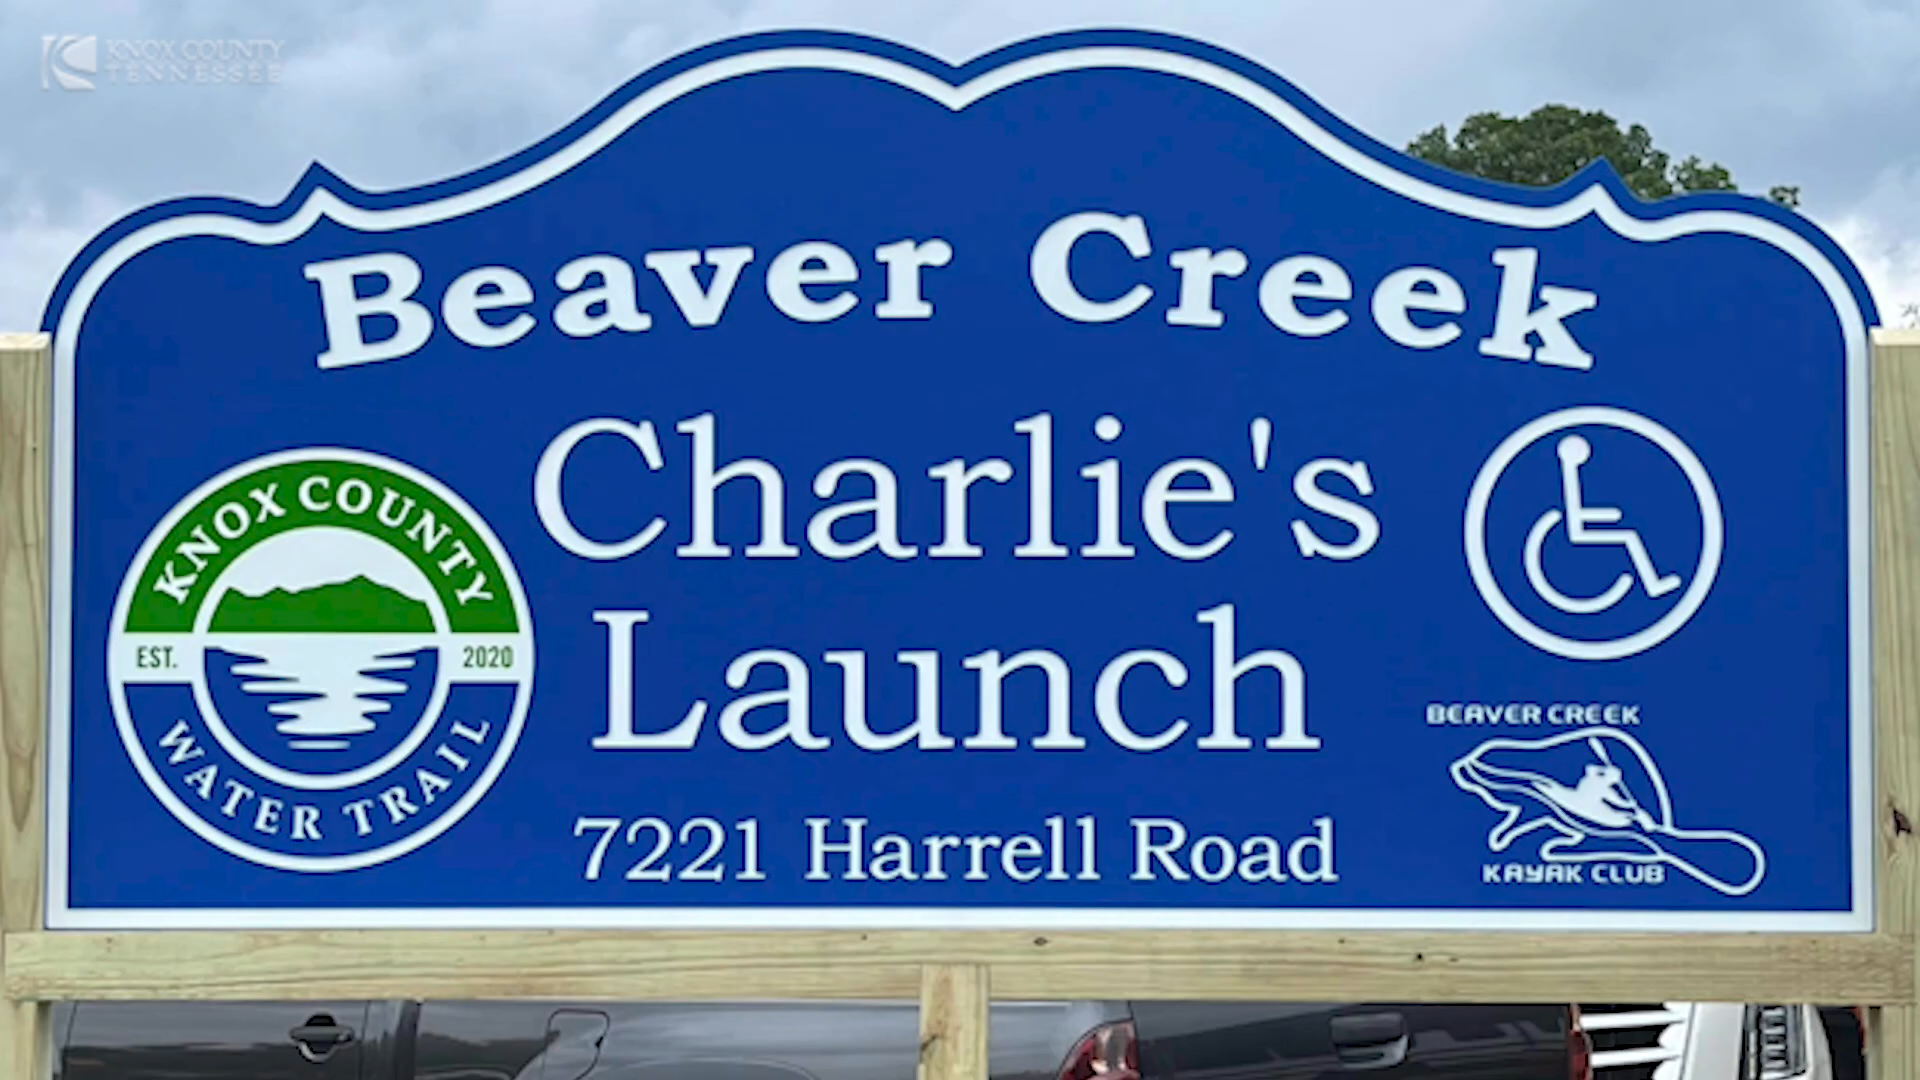 KNOX COUNTY
TENNESSEE
Beaver Creek
Charlie's
Launch
7221 Harrell Road
KNOX COUNTY
EST. 2020
WATER TRAIL
BEAVER CREEK
KAYAK CLUB